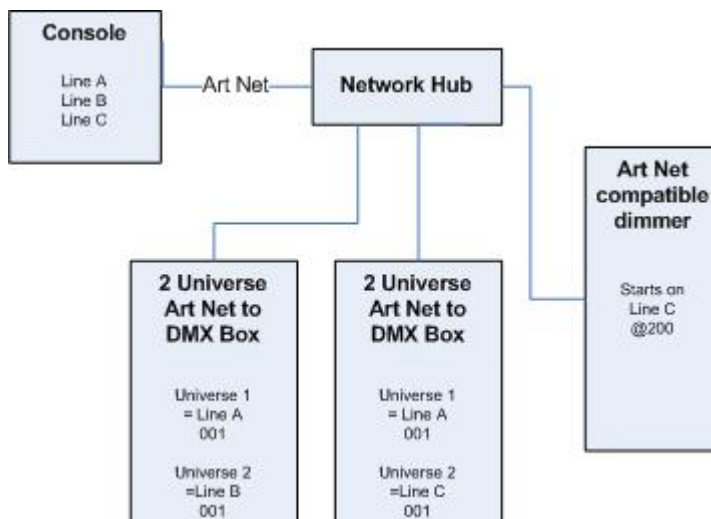 Console
Line A
Line B
Line C
Art Net
Network Hub
Art Net
compatible
dimmer
Starts on
Line C
@200
2 Universe
Art Net to
DMX Box
Universe 1
= Line A
001
Universe 2
=Line B
001
2 Universe
Art Net to
DMX Box
Universe 1
= Line A
001
Universe 2
=Line C
001